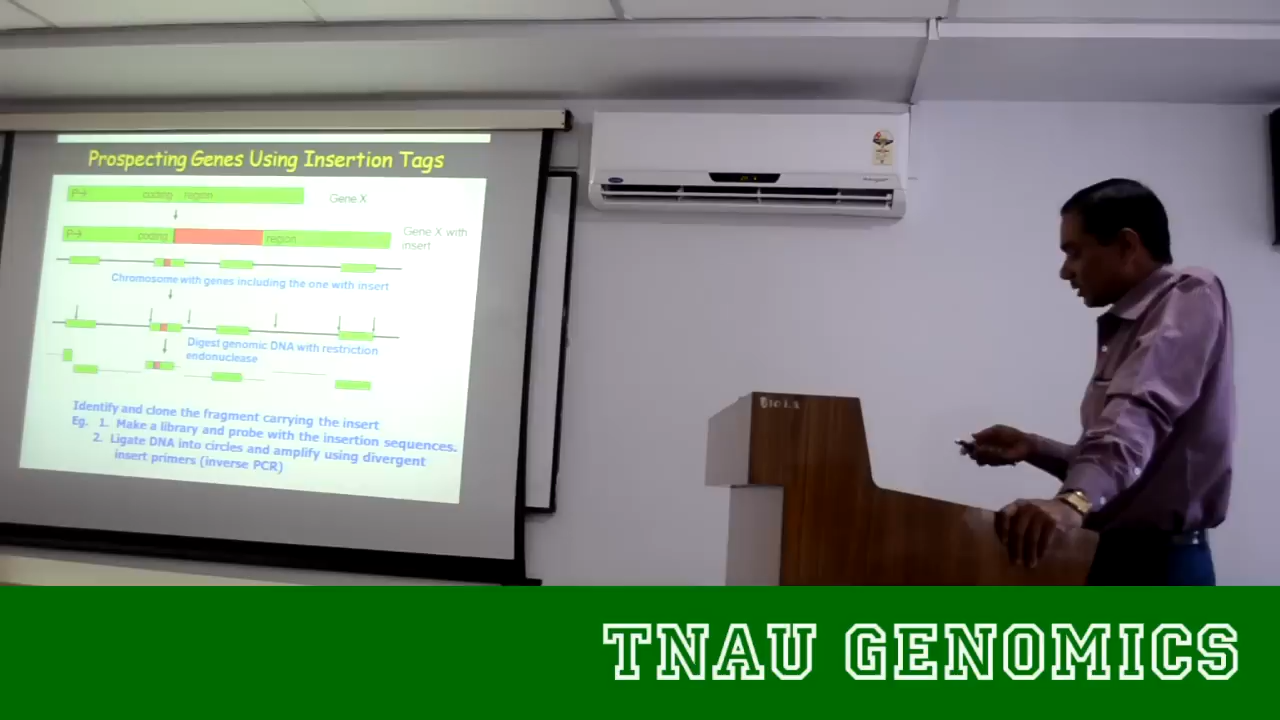 Prospecting Genes Using Insertion Tags
P→ coding region Gene X
P→ coding region Gene X with
insert
Chromosome with genes including the one with insert
Digest genomic DNA with restriction
endonuclease
Identify and clone the fragment carrying the insert
Eg. 1. Make a library and probe with the insertion sequences.
2. Ligate DNA into circles and amplify using divergent
insert primers (inverse PCR)
TNAU GENOMICS